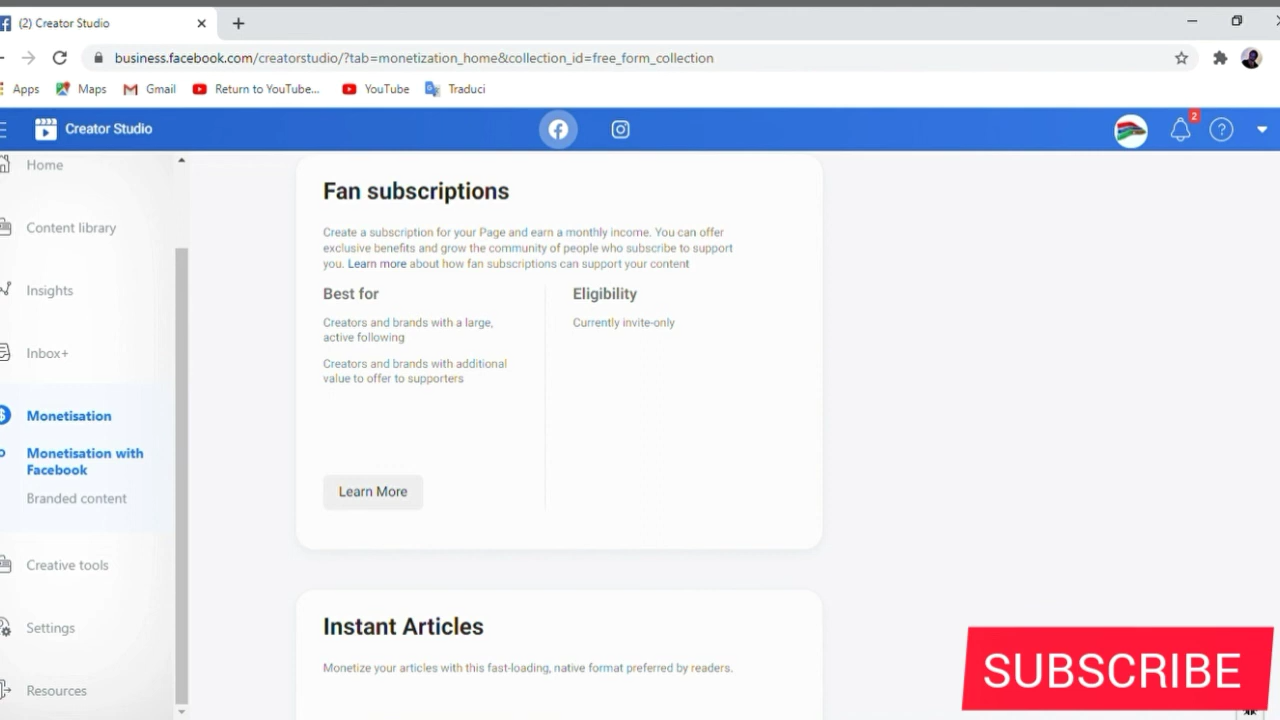 (2) Creator Studio
business.facebook.com/creatorstudio/?tab=monetization_home&collection_id=free_form_collection
Apps Maps Gmail Return to YouTube... YouTube Traduci
Creator Studio
2
Home
Content library
Insights
Inbox+
Monetisation
Monetisation with
Facebook
Branded content
Creative tools
Settings
Resources
Fan subscriptions
Create a subscription for your Page and earn a monthly income. You can offer
exclusive benefits and grow the community of people who subscribe to support
you. Learn more about how fan subscriptions can support your content
Best for
Creators and brands with a large,
active following
Creators and brands with additional
value to offer to supporters
Eligibility
Currently invite-only
Learn More
Instant Articles
Monetize your articles with this fast-loading, native format preferred by readers.
SUBSCRIBE